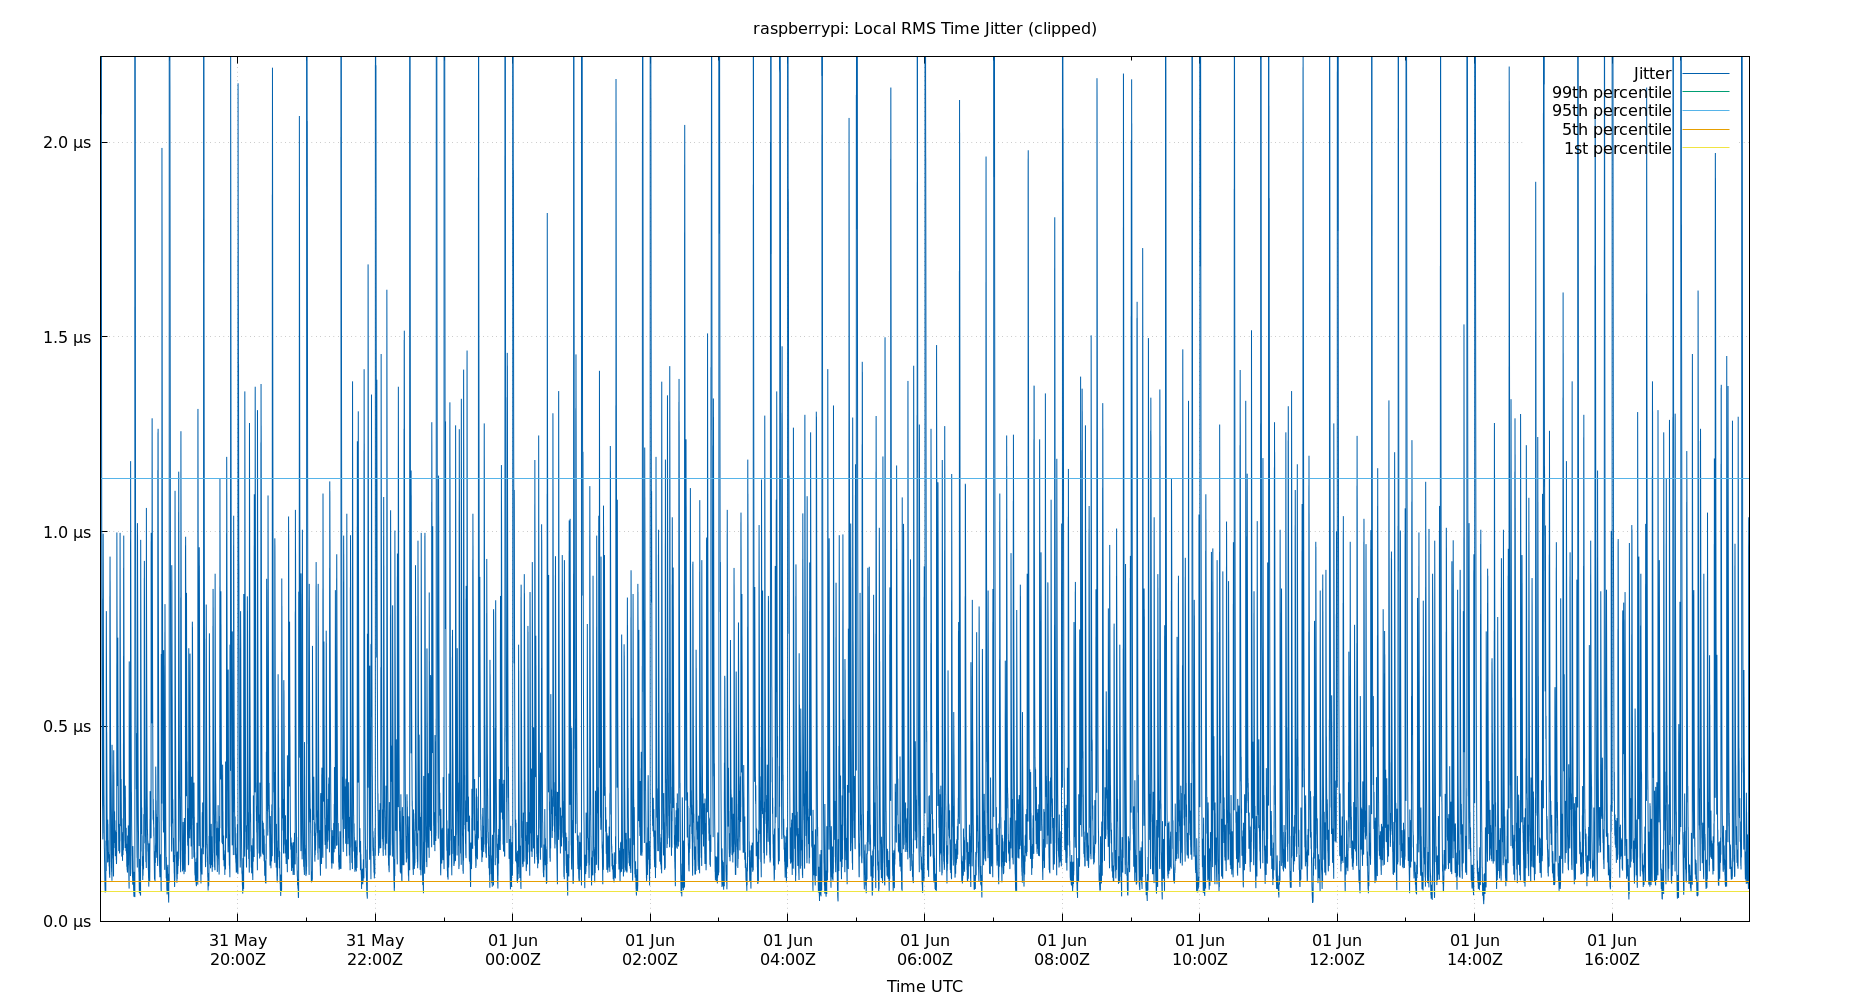 raspberrypi: Local RMS Time Jitter (clipped)
Jitter
99th percentile
95th percentile
5th percentile
1st percentile
2.0 µs
1.5 µs
1.0 µs
0.5 µs
0.0 µs
31 May 31 May 01 Jun 01 Jun 01 Jun 01 Jun 01 Jun 01 Jun 01 Jun 01 Jun 01 Jun
20:00Z 22:00Z 00:00Z 02:00Z 04:00Z 06:00Z 08:00Z 10:00Z 12:00Z 14:00Z 16:00Z
Time UTC